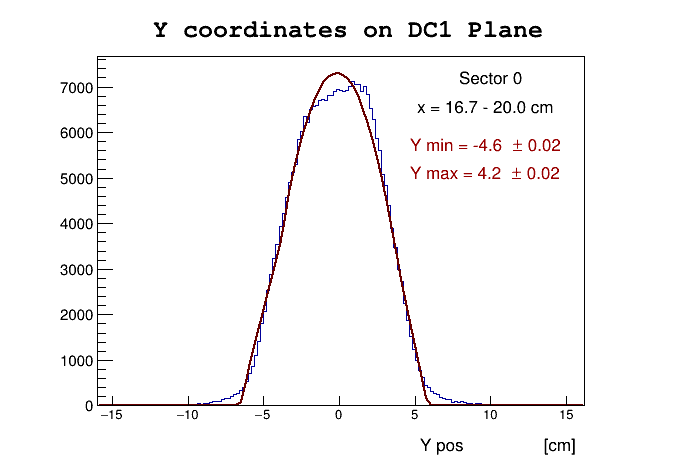 Y coordinates on DC1 Plane
Sector 0
x = 16.7 - 20.0 cm
Y min = -4.6 ± 0.02
Y max = 4.2 ± 0.02
7000
6000
5000
4000
3000
2000
1000
0
−15 −10 −5 0 5 10 15
Y pos [cm]